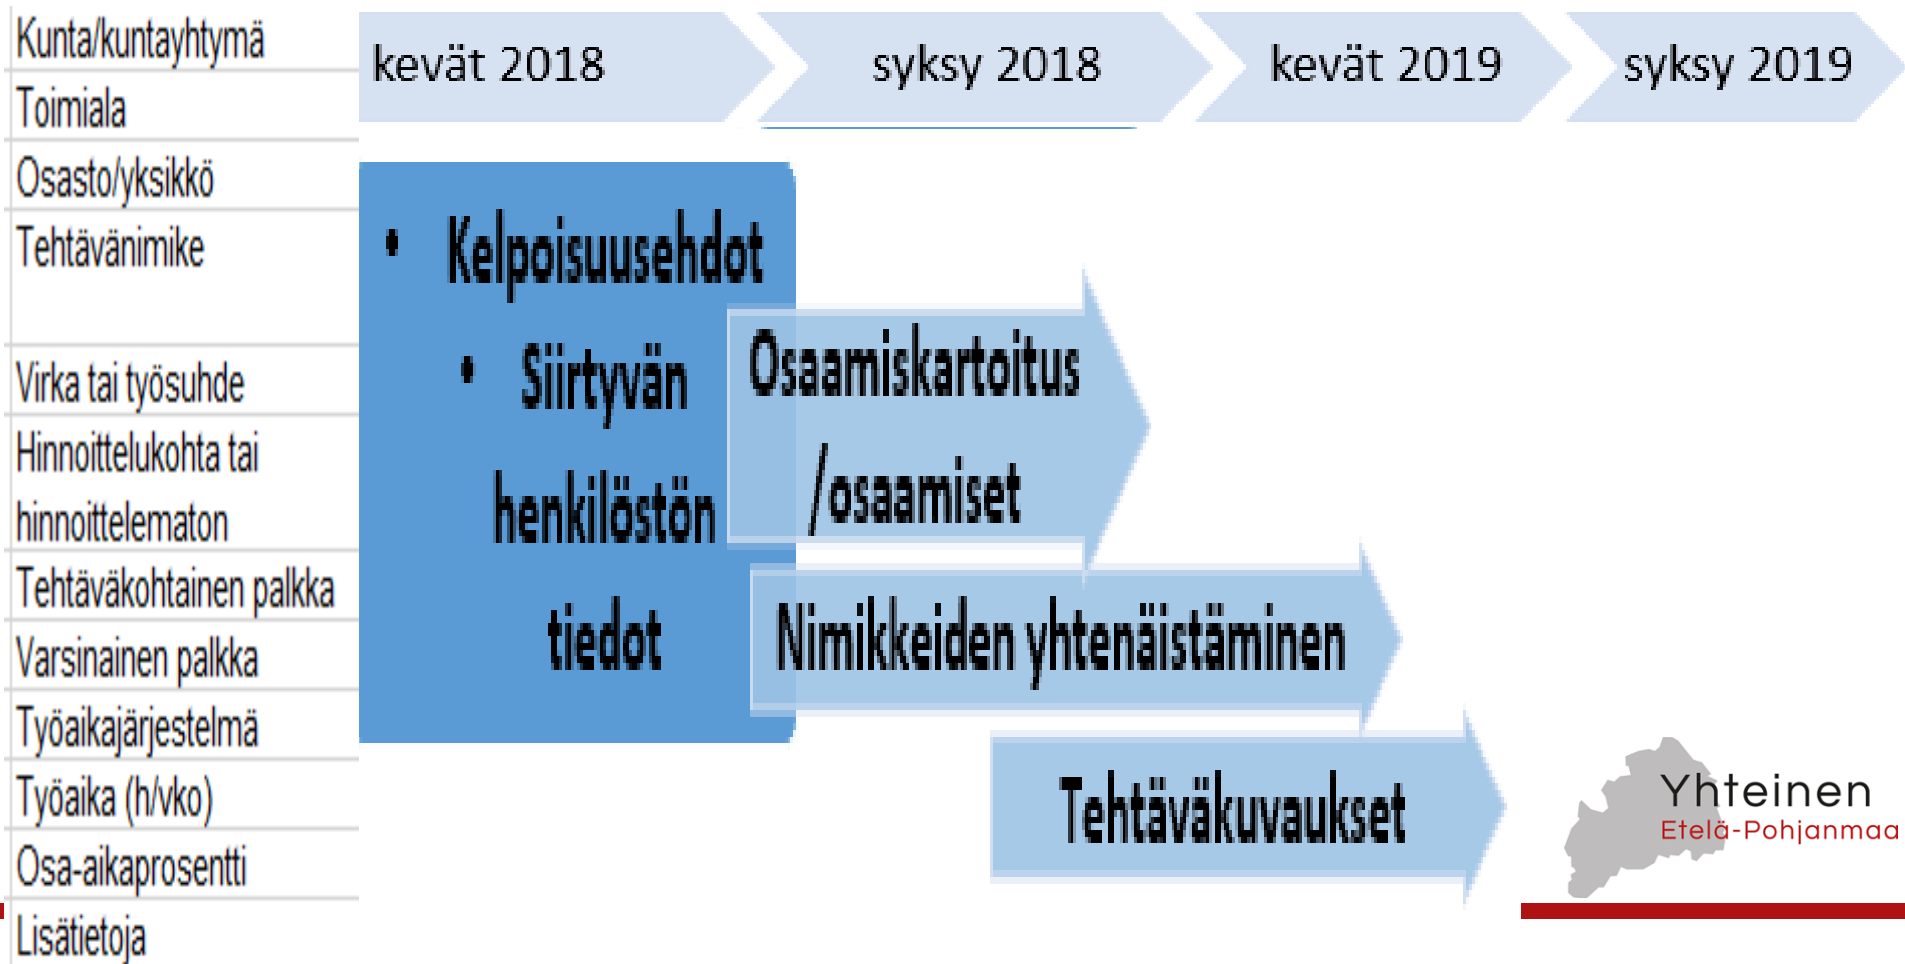 Kunta/kuntayhtymä
Toimiala
Osasto/yksikkö
Tehtävänimike
Virka tai työsuhde
Hinnoittelukohta tai
hinnoittelematon
Tehtäväkohtainen palkka
Varsinainen palkka
Työaikajärjestelmä
Työaika (h/vko)
Osa-aikaprosentti
Lisätietoja
kevät 2018
syksy 2018
kevät 2019
syksy 2019
• Kelpoisuusehdot
• Siirtyvän
henkilöstön
tiedot
Osaamiskartoitus
/osaamiset
Nimikkeiden yhtenäistäminen
Tehtäväkuvaukset
Yhteinen
Etelä-Pohjanmaa